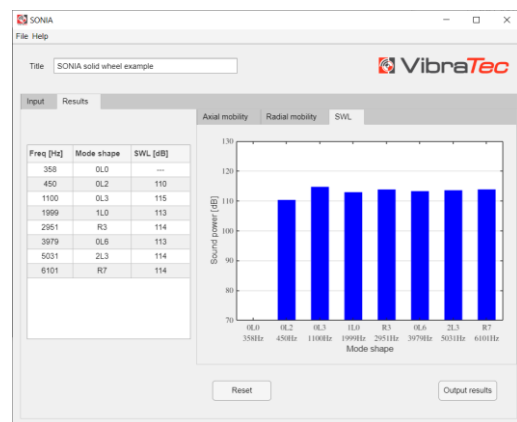 SONIA
File Help
Title SONIA solid wheel example
VibraTec
Input Results
Axial mobility Radial mobility SWL
Freq [Hz] Mode shape SWL [dB]
358 0L0 ---
450 0L2 110
1100 0L3 115
1999 1L0 113
2951 R3 114
3979 0L6 113
5031 2L3 114
6101 R7 114
Sound power [dB]
130
120
110
100
90
80
70
0L0 0L2 0L3 1L0 R3 0L6 2L3 R7
358Hz 450Hz 1100Hz 1999Hz 2951Hz 3979Hz 5031Hz 6101Hz
Mode shape
Reset Output results